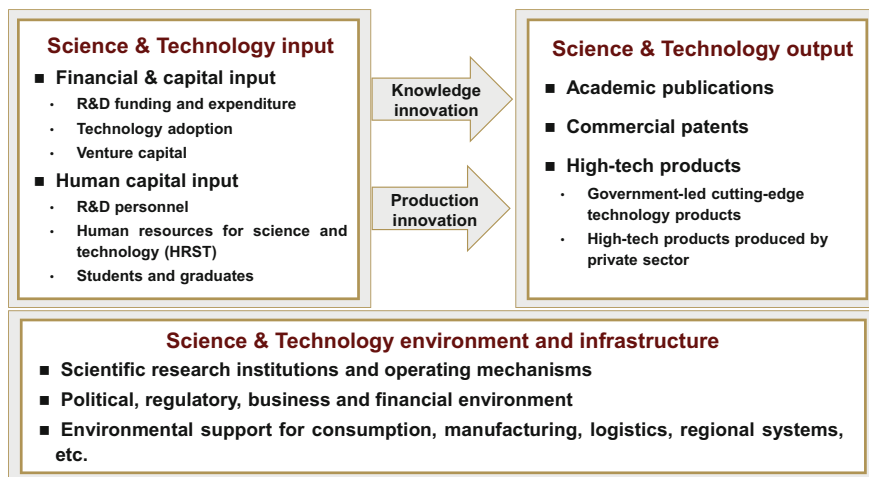 Science & Technology input
■ Financial & capital input
• R&D funding and expenditure
• Technology adoption
• Venture capital
■ Human capital input
• R&D personnel
• Human resources for science and
technology (HRST)
• Students and graduates
Knowledge
innovation
Production
innovation
Science & Technology output
■ Academic publications
■ Commercial patents
■ High-tech products
• Government-led cutting-edge
technology products
• High-tech products produced by
private sector
Science & Technology environment and infrastructure
■ Scientific research institutions and operating mechanisms
■ Political, regulatory, business and financial environment
■ Environmental support for consumption, manufacturing, logistics, regional systems,
etc.